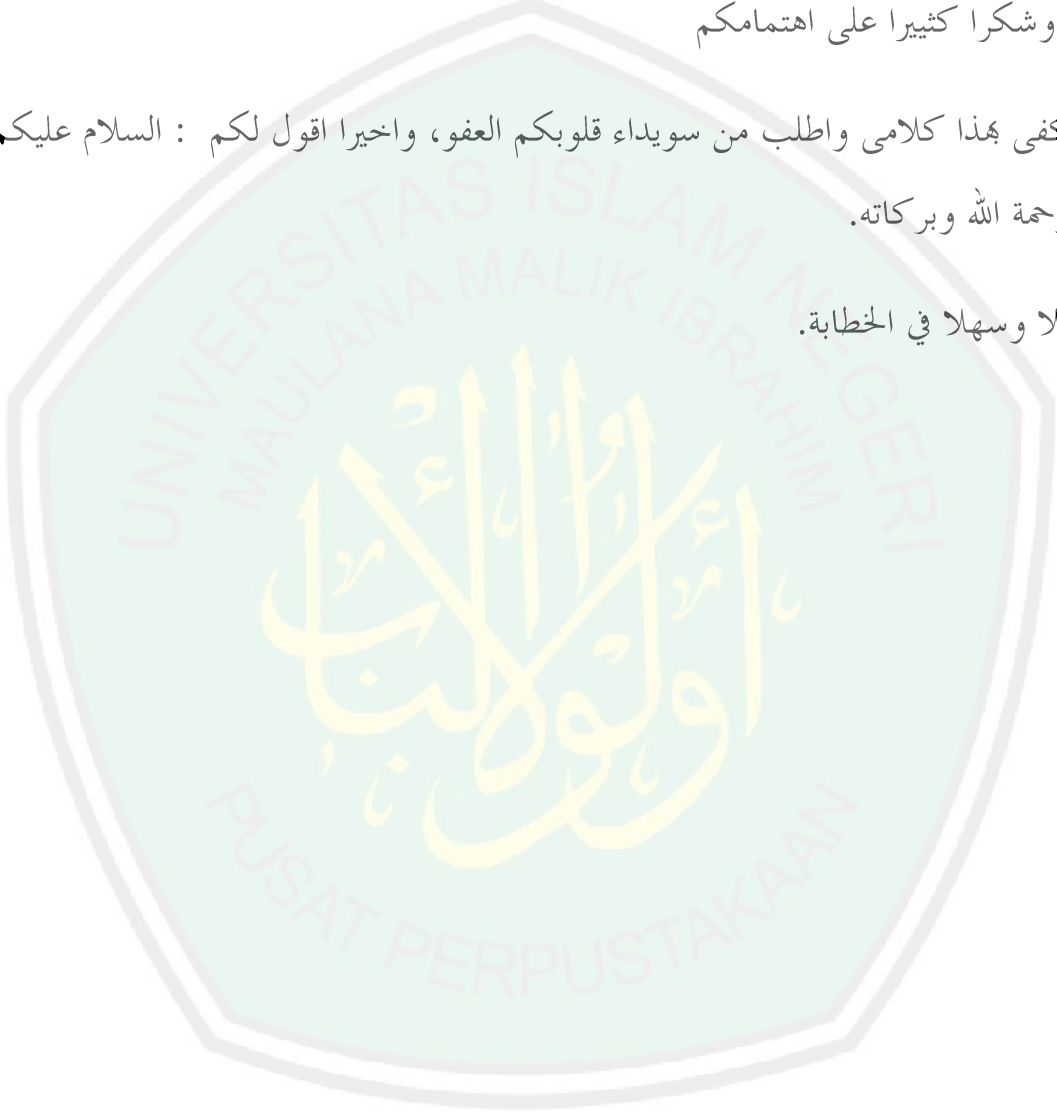 وشكرا كثييرا على اهتمامكم
كفى بهذا كلامى واطلب من سويداء قلوبكم العفو، واخيرا اقول لكم : السلام عليكم
رحمة الله وبركاته.
لا وسهلا في الخطابة.
UNIVERSITAS ISLAM NEGERI
MAULANA MALIK IBRAHIM
أولوا الألباب
PUSAT PERPUSTAKAAN